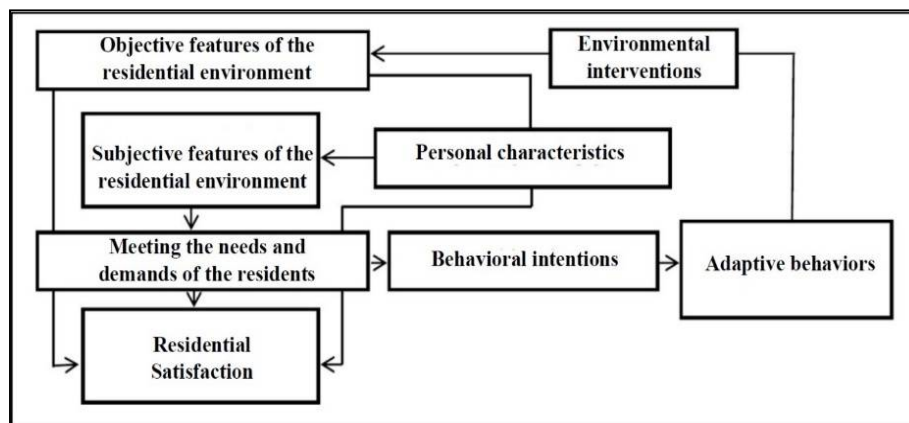 Objective features of the
residential environment
Environmental
interventions
Subjective features of the
residential environment
Personal characteristics
Meeting the needs and
demands of the residents
Behavioral intentions
Adaptive behaviors
Residential
Satisfaction